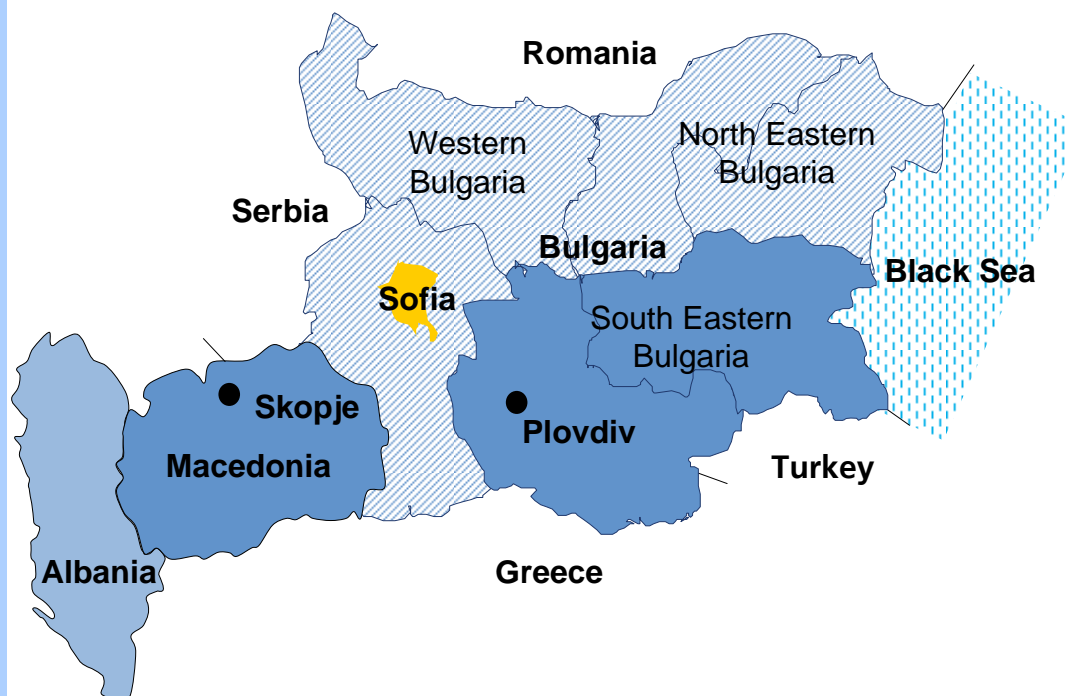 Romania
Western
Bulgaria
North Eastern
Bulgaria
Serbia
Bulgaria
Black Sea
Sofia
South Eastern
Bulgaria
Skopje
Plovdiv
Macedonia
Turkey
Albania
Greece